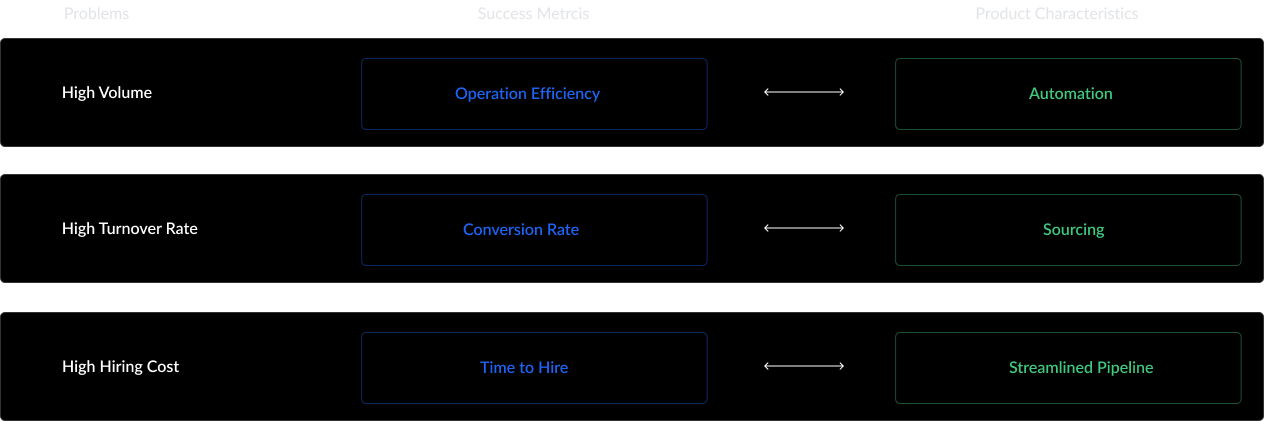 Problems Success Metrcis Product Characteristics
High Volume Operation Efficiency Automation
High Turnover Rate Conversion Rate Sourcing
High Hiring Cost Time to Hire Streamlined Pipeline